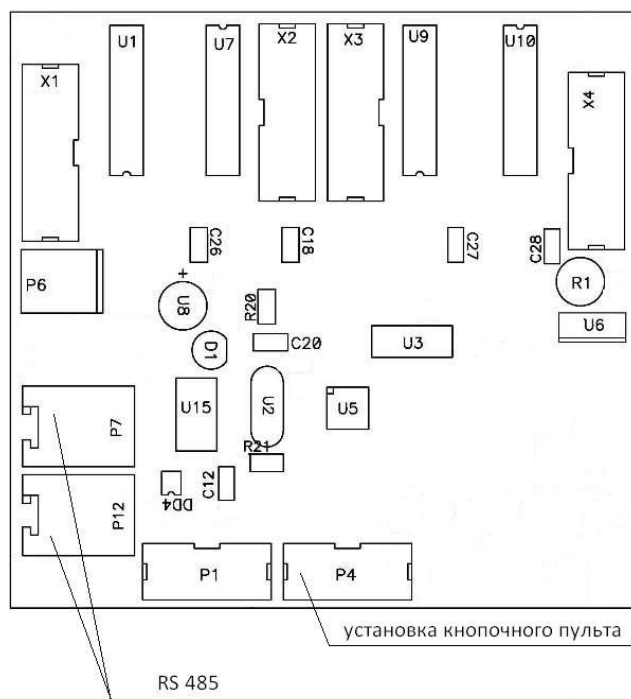 U1
U7
X2
X3
U9
U10
X1
X4
C26
C18
C27
C28
P6
+
U8
R20
R1
D1
C20
U3
U6
U15
U2
U5
P7
R21
C12
DD4
P12
P1
P4
установка кнопочного пульта
RS 485